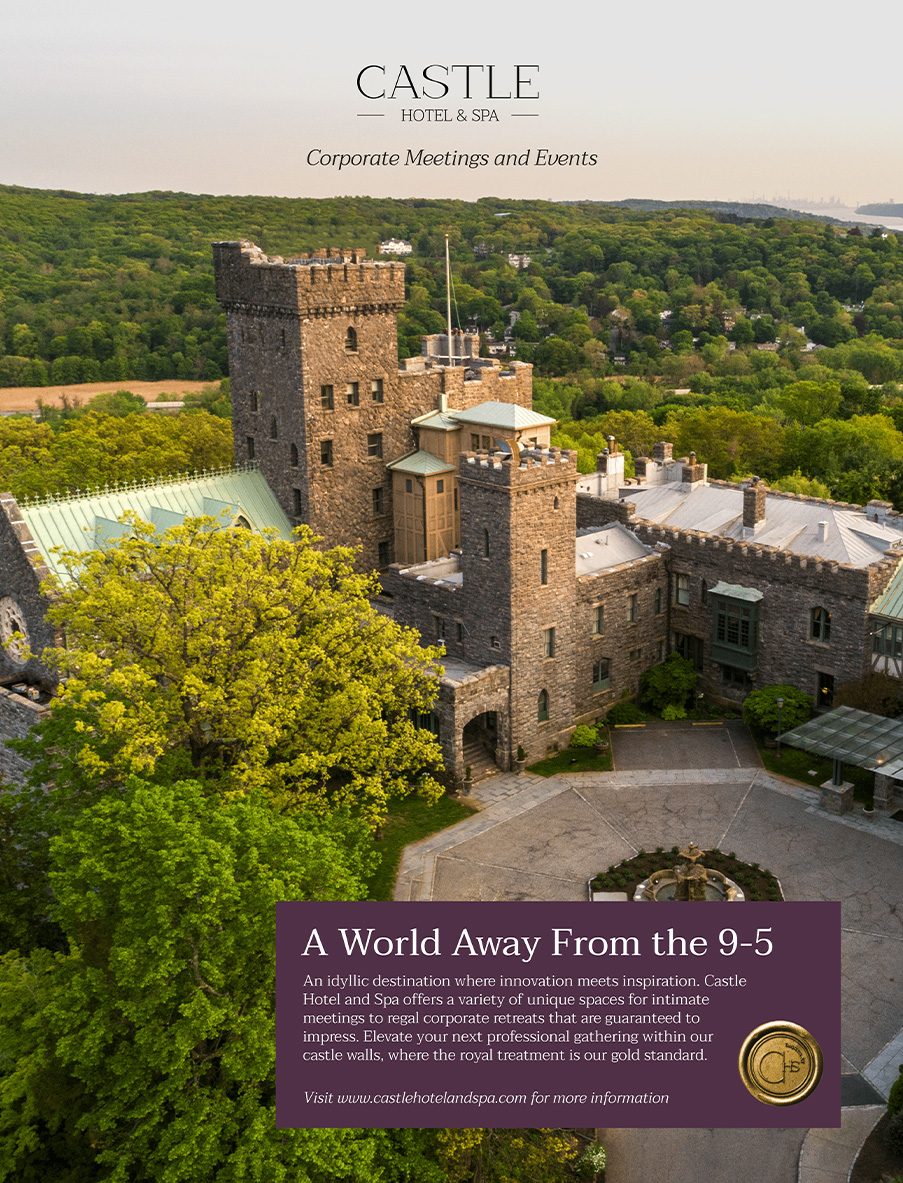 CASTLE
HOTEL & SPA
Corporate Meetings and Events
A World Away From the 9-5
An idyllic destination where innovation meets inspiration. Castle
Hotel and Spa offers a variety of unique spaces for intimate
meetings to regal corporate retreats that are guaranteed to
impress. Elevate your next professional gathering within our
castle walls, where the royal treatment is our gold standard.
CHS
Visit www.castlehotelandspa.com for more information